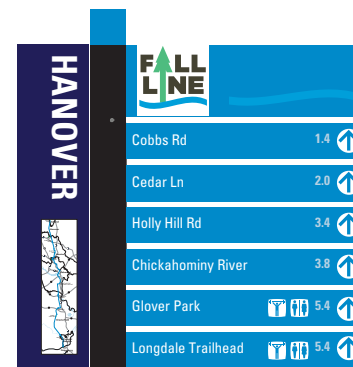 HANOVER
FALL
LINE
Cobbs Rd 1.4
Cedar Ln 2.0
Holly Hill Rd 3.4
Chickahominy River 3.8
Glover Park 5.4
Longdale Trailhead 5.4